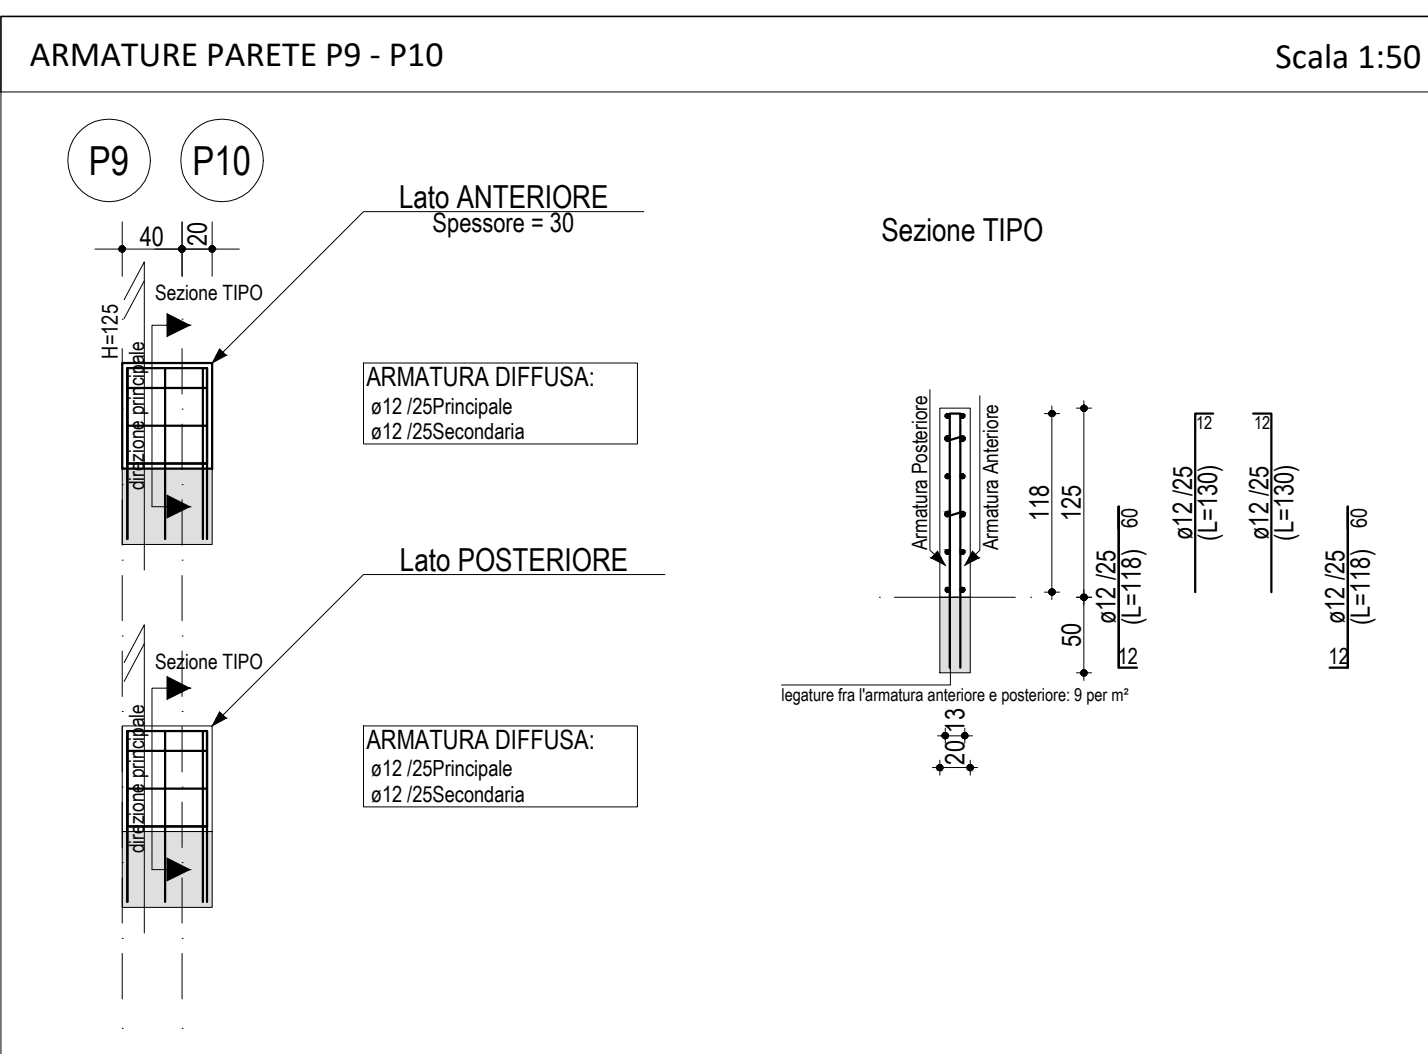 ARMATURE PARETE P9 - P10
Scala 1:50
P9
P10
Lato ANTERIORE
Spessore = 30
40
20
Sezione TIPO
H=125
direzione principale
ARMATURA DIFFUSA:
ø12 /25Principale
ø12 /25Secondaria
Lato POSTERIORE
Sezione TIPO
direzione principale
ARMATURA DIFFUSA:
ø12 /25Principale
ø12 /25Secondaria
Sezione TIPO
Armatura Posteriore
Armatura Anteriore
118
125
50
legature fra l'armatura anteriore e posteriore: 9 per m²
13
20
ø12 /25
(L=118)
60
12
12
ø12 /25
(L=130)
12
ø12 /25
(L=130)
ø12 /25
(L=118)
60
12